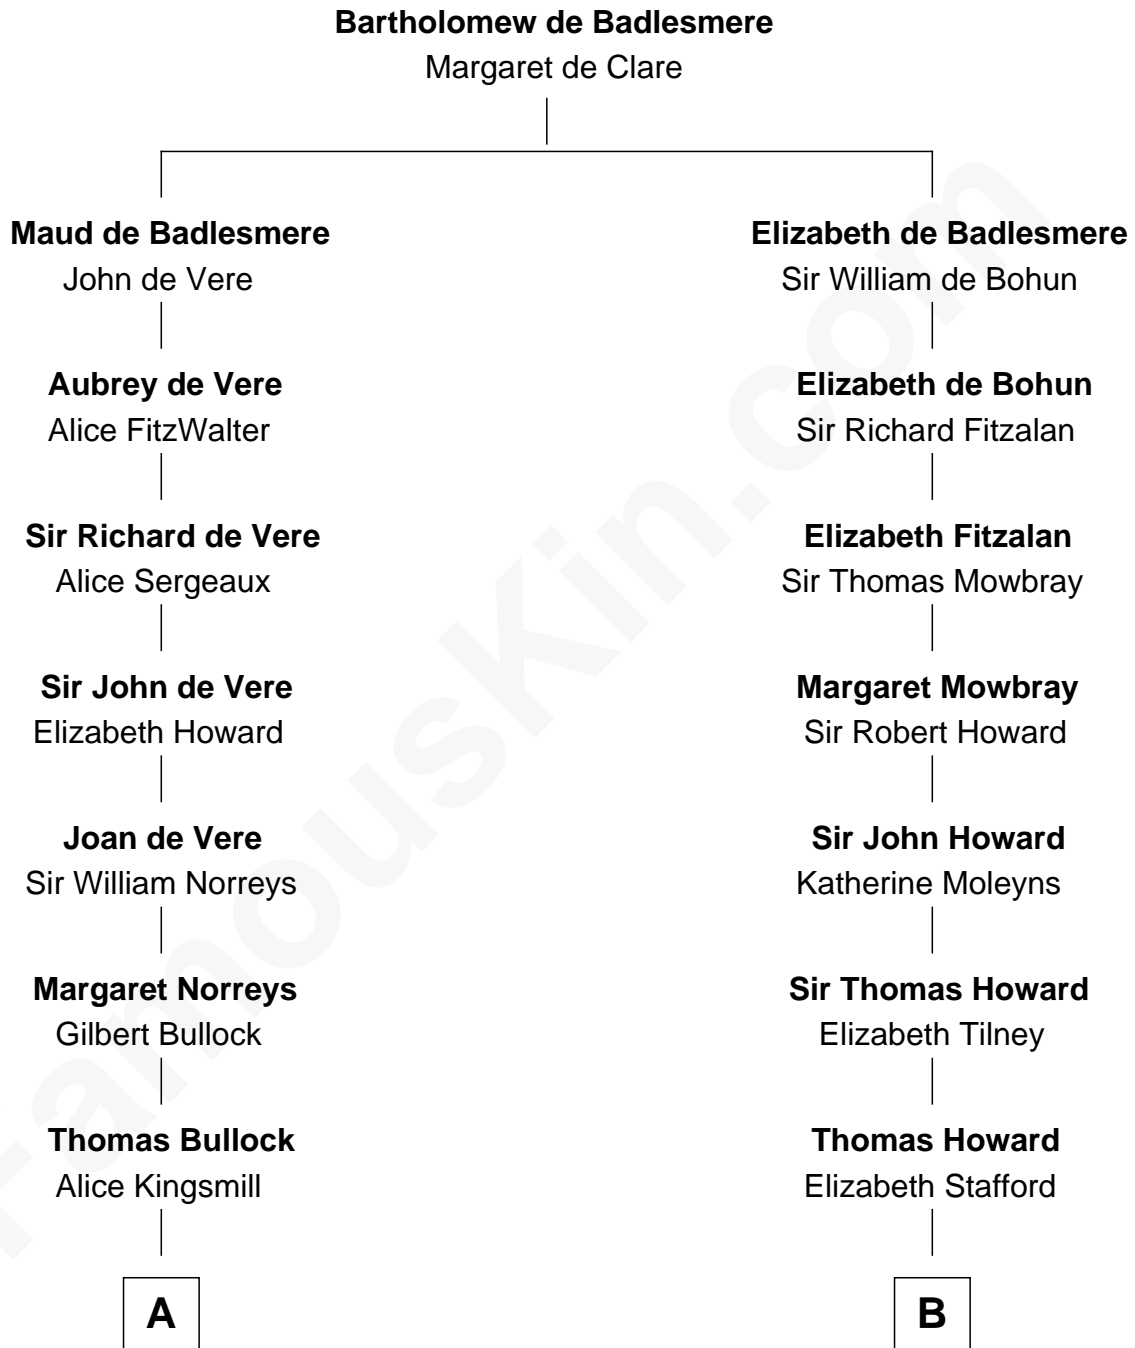 Bartholomew de Badlesmere
Margaret de Clare
Maud de Badlesmere
John de Vere
Elizabeth de Badlesmere
Sir William de Bohun
Aubrey de Vere
Alice FitzWalter
Elizabeth de Bohun
Sir Richard Fitzalan
Sir Richard de Vere
Alice Sergeaux
Elizabeth Fitzalan
Sir Thomas Mowbray
Sir John de Vere
Elizabeth Howard
Margaret Mowbray
Sir Robert Howard
Joan de Vere
Sir William Norreys
Sir John Howard
Katherine Moleyns
Margaret Norreys
Gilbert Bullock
Sir Thomas Howard
Elizabeth Tilney
Thomas Bullock
Alice Kingsmill
Thomas Howard
Elizabeth Stafford
A
B
FamousKin.com